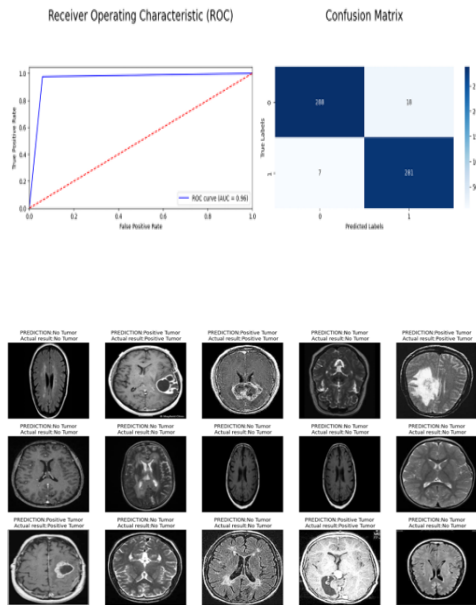 Receiver Operating Characteristic (ROC)
Confusion Matrix
1.0
0.8
0.6
0.4
0.2
0.0
True Positive Rate
ROC curve (AUC = 0.96)
0.0 0.2 0.4 0.6 0.8 1.0
False Positive Rate
True Labels
0
1
18
7
0 1
Predicted Labels
PREDICTION:No Tumor
Actual result:No Tumor
PREDICTION:Positive Tumor
Actual result:Positive Tumor
PREDICTION:Positive Tumor
Actual result:Positive Tumor
PREDICTION:No Tumor
Actual result:No Tumor
PREDICTION:Positive Tumor
Actual result:Positive Tumor
PREDICTION:No Tumor
Actual result:No Tumor
PREDICTION:No Tumor
Actual result:No Tumor
PREDICTION:No Tumor
Actual result:No Tumor
PREDICTION:No Tumor
Actual result:No Tumor
PREDICTION:No Tumor
Actual result:No Tumor
PREDICTION:Positive Tumor
Actual result:Positive Tumor
PREDICTION:No Tumor
Actual result:No Tumor
PREDICTION:No Tumor
Actual result:No Tumor
PREDICTION:Positive Tumor
Actual result:Positive Tumor
PREDICTION:No Tumor
Actual result:No Tumor